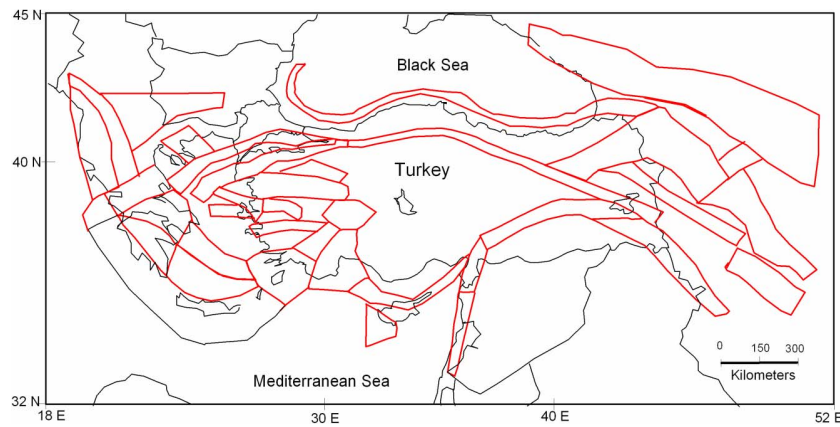 45 N
Black Sea
40 N
Turkey
0 150 300
Kilometers
Mediterranean Sea
32 N
18 E 30 E 40 E 52 E